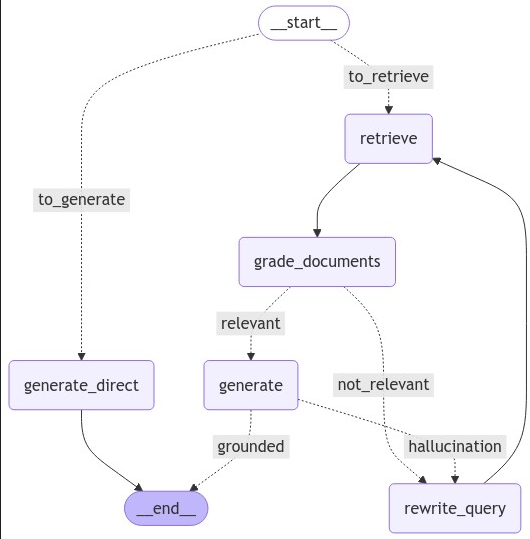 __start__
to_retrieve
retrieve
to_generate
grade_documents
relevant
generate_direct
generate
not_relevant
grounded
hallucination
__end__
rewrite_query